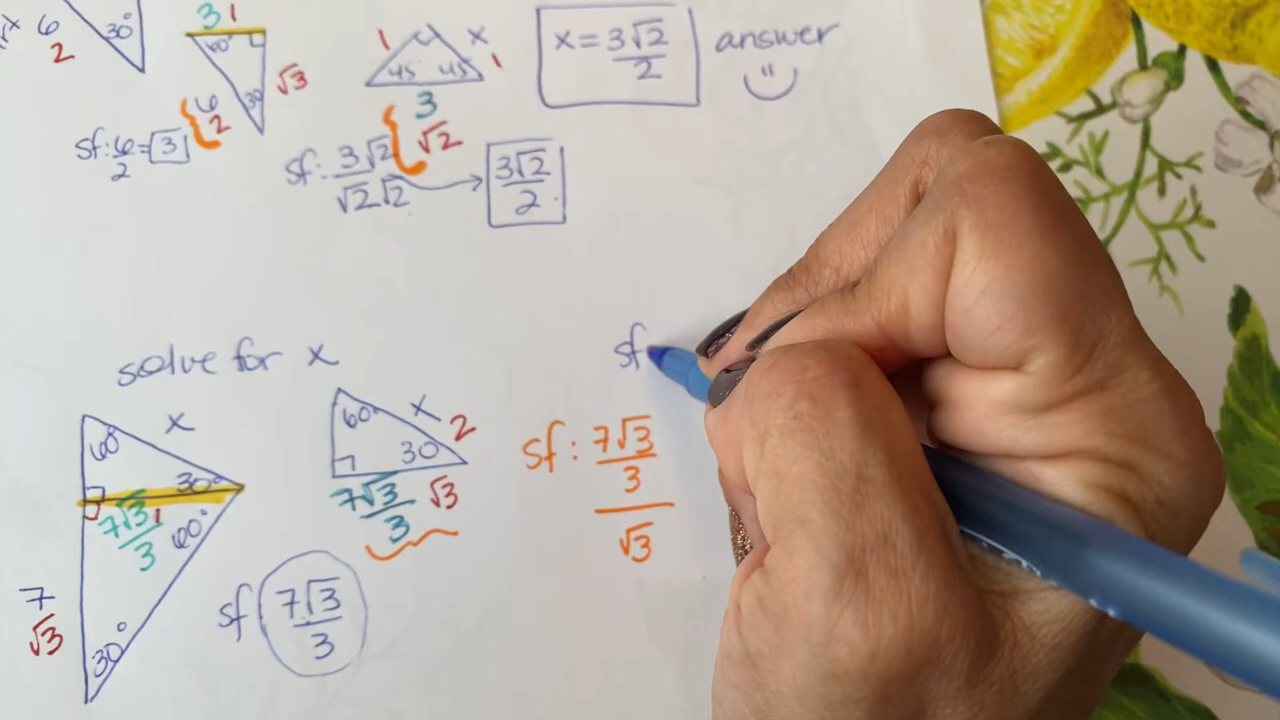 x 6 30°
2
3 1
60°
30
√3
6
2
sf: 6/2 = 3
1 x 1
45 45
3
√2
sf: 3√2/√2√2 → 3√2/2
x = 3√2/2 answer
solve for x
60° x
30°
7√3/3 1
60°
7
√3
30°
sf 7√3/3
60° x 2
30
7√3/3 √3
sf
sf: 7√3/3/√3